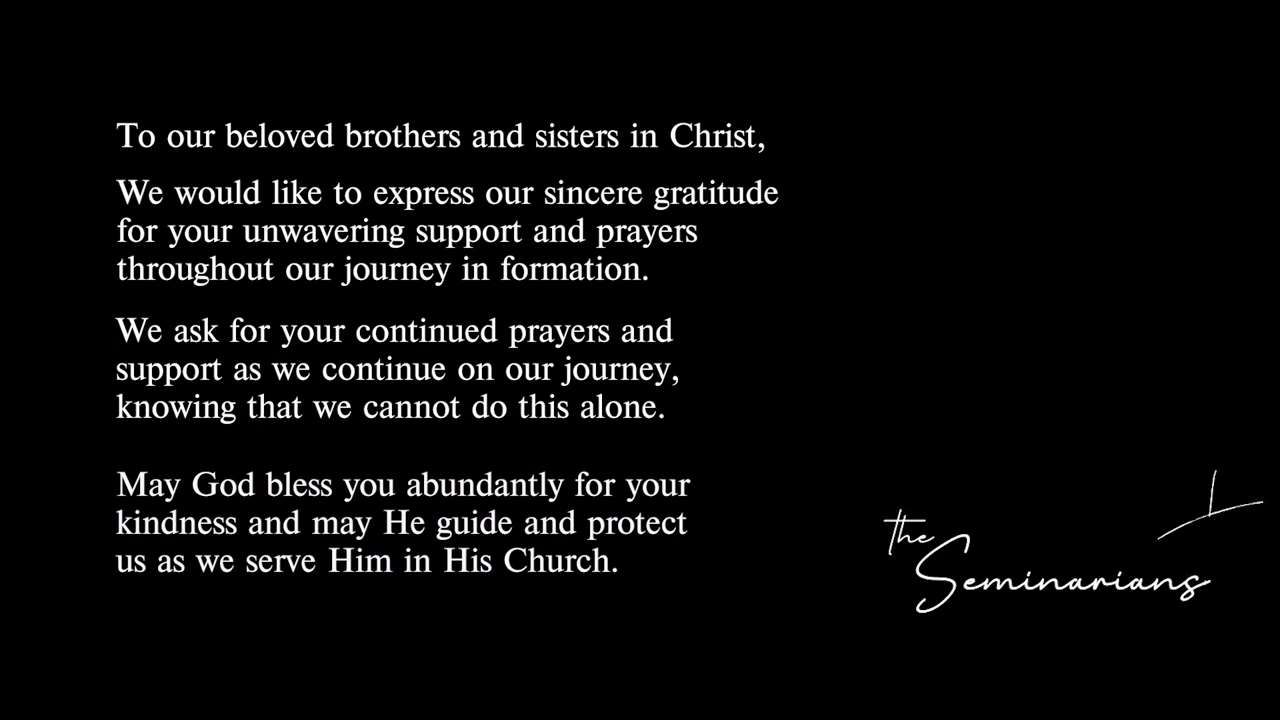 To our beloved brothers and sisters in Christ,
We would like to express our sincere gratitude
for your unwavering support and prayers
throughout our journey in formation.
We ask for your continued prayers and
support as we continue on our journey,
knowing that we cannot do this alone.
May God bless you abundantly for your
kindness and may He guide and protect
us as we serve Him in His Church.
the
Seminarians